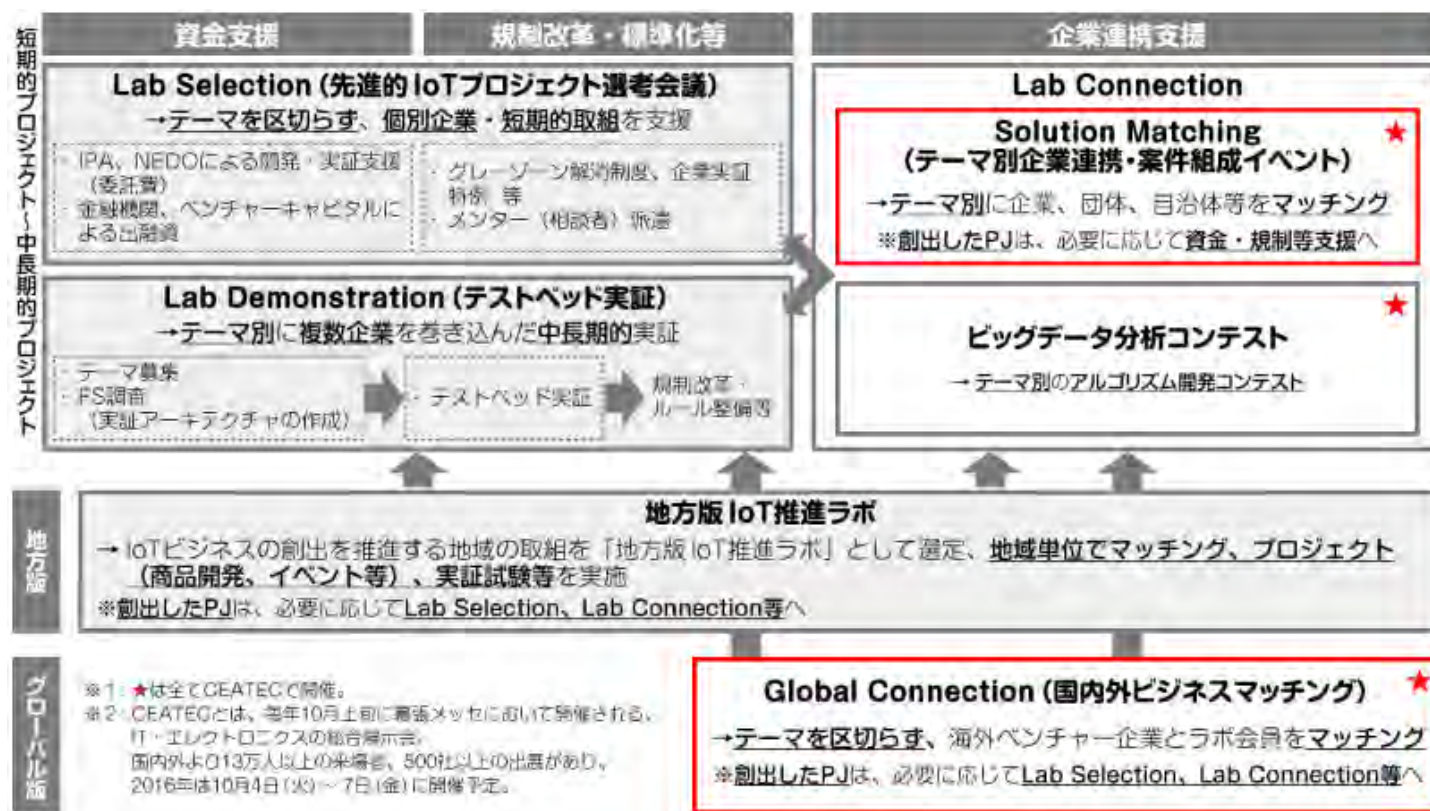 資金支援
規制改革・標準化等
企業連携支援
短期的プロジェクト～中長期的プロジェクト
Lab Selection（先進的IoTプロジェクト選考会議）
→テーマを区切らず、個別企業・短期的取組を支援
・IPA、NEDOによる開発・実証支援
（委託費）
・金融機関、ベンチャーキャピタルに
よる出融資
・グレーゾーン解消制度、企業実証
特例 等
・メンター（相談者）派遣
Lab Demonstration（テストベッド実証）
→テーマ別に複数企業を巻き込んだ中長期的実証
・テーマ募集
・FS調査
（実証アーキテクチャの作成）
・テストベッド実証
規制改革・
ルール整備等
Lab Connection
Solution Matching
（テーマ別企業連携・案件組成イベント）
→テーマ別に企業、団体、自治体等をマッチング
※創出したPJは、必要に応じて資金・規制等支援へ
ビッグデータ分析コンテスト
→テーマ別のアルゴリズム開発コンテスト
地方版
地方版IoT推進ラボ
→IoTビジネスの創出を推進する地域の取組を「地方版IoT推進ラボ」として選定、地域単位でマッチング、プロジェクト
（商品開発、イベント等）、実証試験等を実施
※創出したPJは、必要に応じてLab Selection、Lab Connection等へ
グローバル版
※1：★は全てCEATECで開催。
※2：CEATECとは、毎年10月上旬に幕張メッセにおいて開催される、
IT・エレクトロニクスの総合展示会。
国内外より13万人以上の来場者、500社以上の出展があり、
2016年は10月4日（火）～7日（金）に開催予定。
Global Connection（国内外ビジネスマッチング）
→テーマを区切らず、海外ベンチャー企業とラボ会員をマッチング
※創出したPJは、必要に応じてLab Selection、Lab Connection等へ